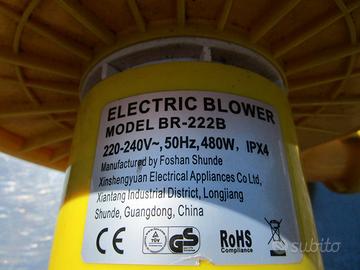 ELECTRIC BLOWER
MODEL BR-222B
220-240V~, 50Hz, 480W, IPX4
Manufactured by Foshan Shunde
Xinshengyuan Electrical Appliances Co Ltd,
Xiantang Industrial District, Longjiang
Shunde, Guangdong, China
CE TÜV GS RoHS
Compliance
subito